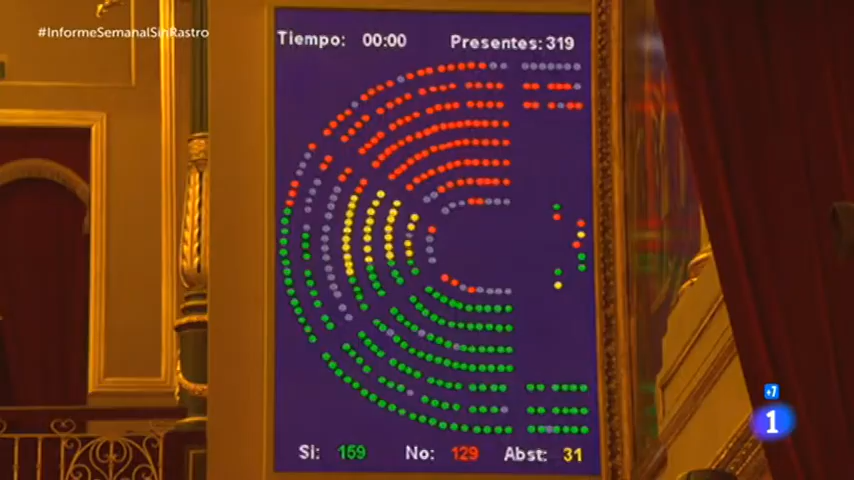 #InformeSemanalSinRastro
Tiempo: 00:00 Presentes: 319
+7
1
Si: 159 No: 129 Abst: 31